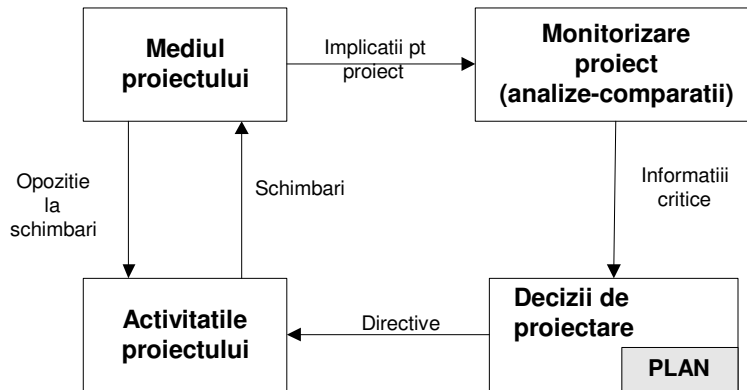 Mediul
proiectului
Implicatii pt
proiect
Monitorizare
proiect
(analize-comparatii)
Opozitie
la
schimbari
Schimbari
Informatiii
critice
Activitatile
proiectului
Directive
Decizii de
proiectare
PLAN